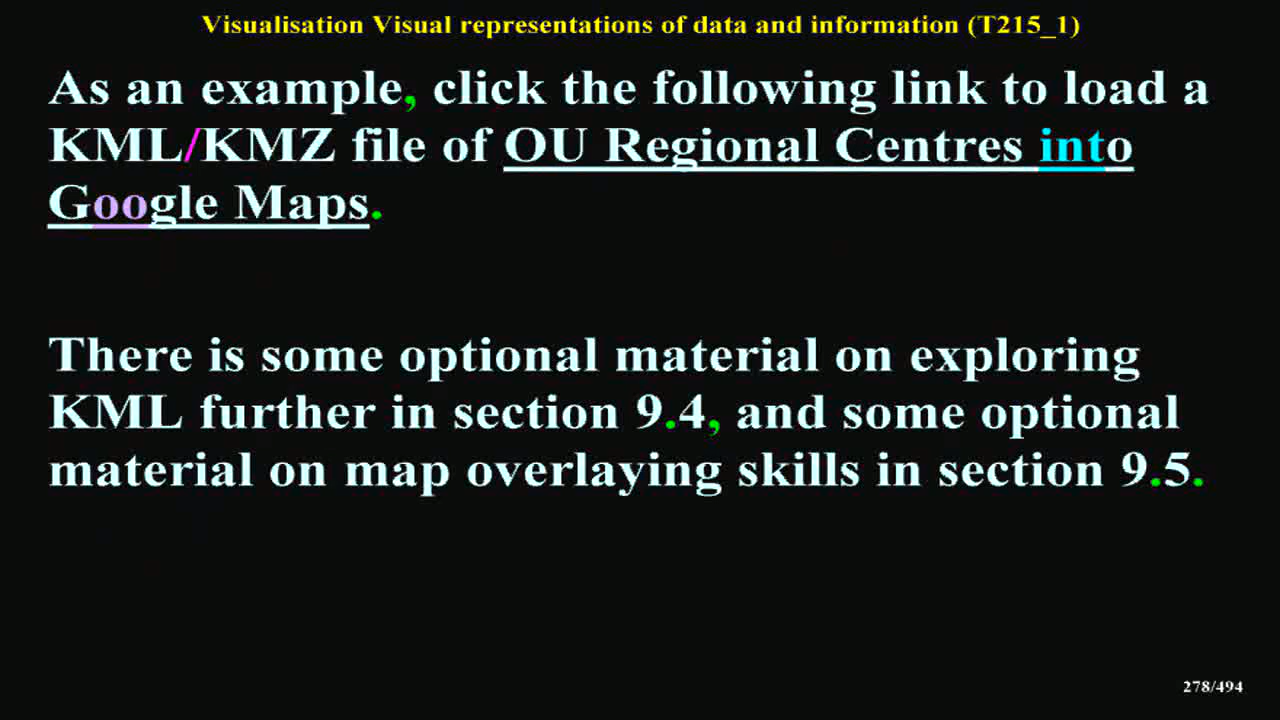 Visualisation Visual representations of data and information (T215_1)
As an example, click the following link to load a
KML/KMZ file of OU Regional Centres into
Google Maps.
There is some optional material on exploring
KML further in section 9.4, and some optional
material on map overlaying skills in section 9.5.
278/494